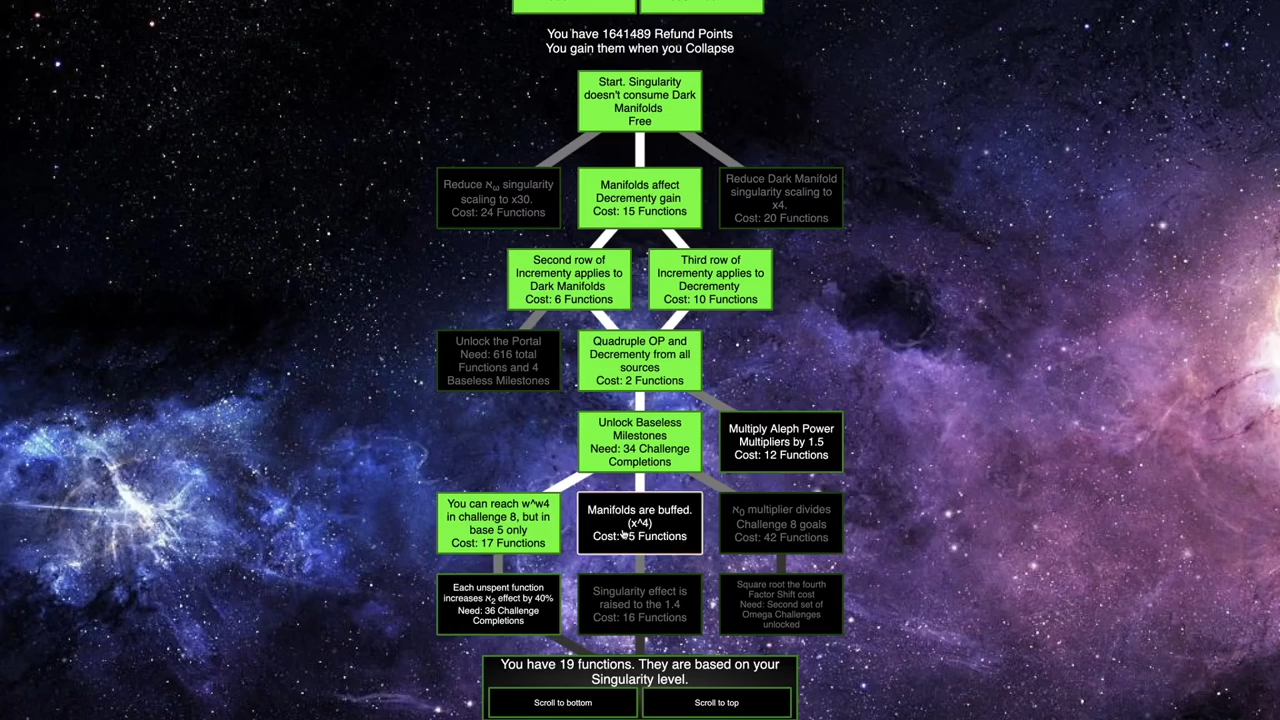 You have 1641489 Refund Points
You gain them when you Collapse
Start. Singularity
doesn't consume Dark
Manifolds
Free
Reduce ℵω singularity
scaling to x30.
Cost: 24 Functions
Manifolds affect
Decrementy gain
Cost: 15 Functions
Reduce Dark Manifold
singularity scaling to
x4.
Cost: 20 Functions
Second row of
Incrementy applies to
Dark Manifolds
Cost: 6 Functions
Third row of
Incrementy applies to
Decrementy
Cost: 10 Functions
Unlock the Portal
Need: 616 total
Functions and 4
Baseless Milestones
Quadruple OP and
Decrementy from all
sources
Cost: 2 Functions
Unlock Baseless
Milestones
Need: 34 Challenge
Completions
Multiply Aleph Power
Multipliers by 1.5
Cost: 12 Functions
You can reach w^w4
in challenge 8, but in
base 5 only
Cost: 17 Functions
Manifolds are buffed.
(x^4)
Cost: 5 Functions
ℵ0 multiplier divides
Challenge 8 goals
Cost: 42 Functions
Each unspent function
increases ℵ2 effect by 40%
Need: 36 Challenge
Completions
Singularity effect is
raised to the 1.4
Cost: 16 Functions
Square root the fourth
Factor Shift cost
Need: Second set of
Omega Challenges
unlocked
You have 19 functions. They are based on your
Singularity level.
Scroll to bottom
Scroll to top